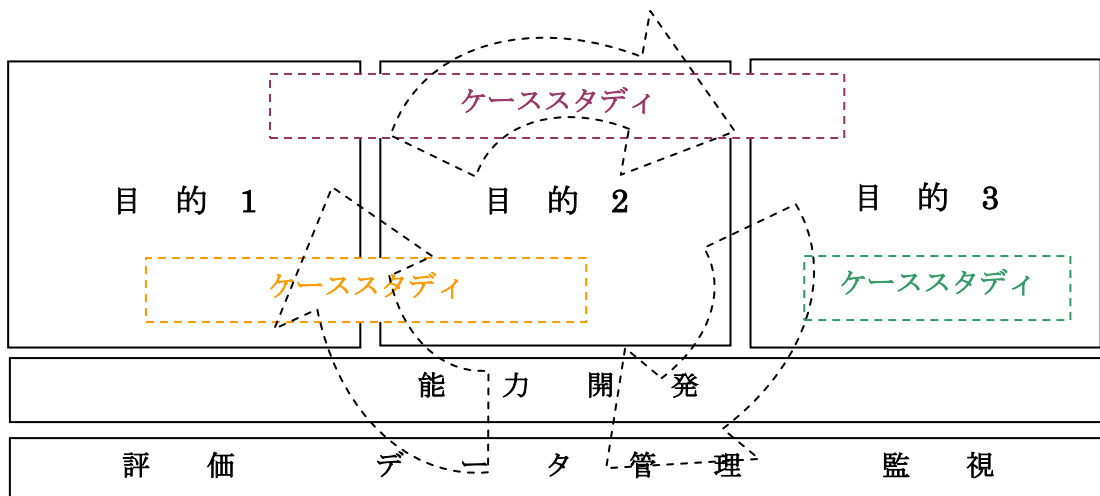 ケーススタディ
目 的 1
目 的 2
目 的 3
ケーススタディ
ケーススタディ
能 力 開 発
評 価 データ管理 監 視